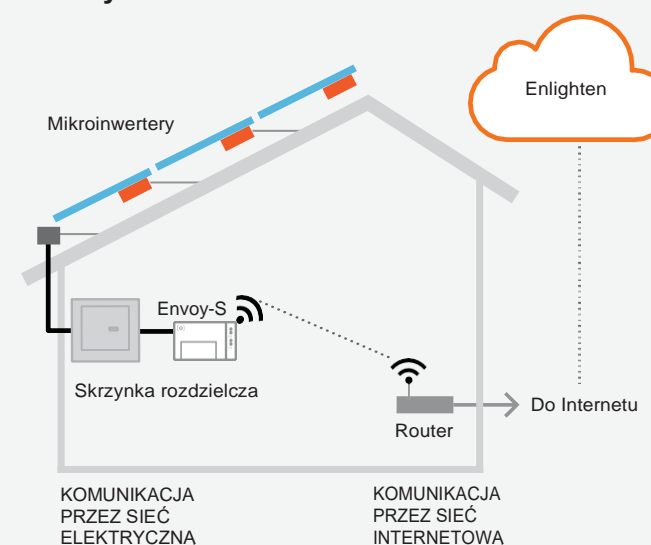 Enlighten
Mikroinwertery
Envoy-S
Skrzynka rozdzielcza
Do Internetu
Router
KOMUNIKACJA
PRZEZ SIEĆ
ELEKTRYCZNA
KOMUNIKACJA
PRZEZ SIEĆ
INTERNETOWA